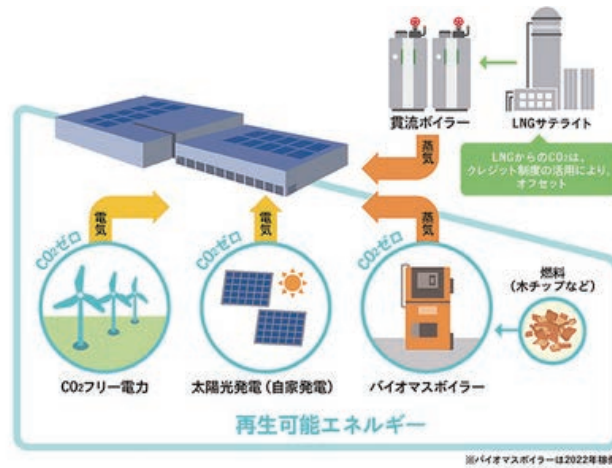 貫流ボイラー
LNGサテライト
蒸気
LNGからのCO₂は、
クレジット制度の活用により、
オフセット
電気
電気
蒸気
CO₂ゼロ
CO₂ゼロ
CO₂ゼロ
燃料
(木チップなど)
CO₂フリー電力
太陽光発電(自家発電)
バイオマスボイラー
再生可能エネルギー
※バイオマスボイラーは2022年稼